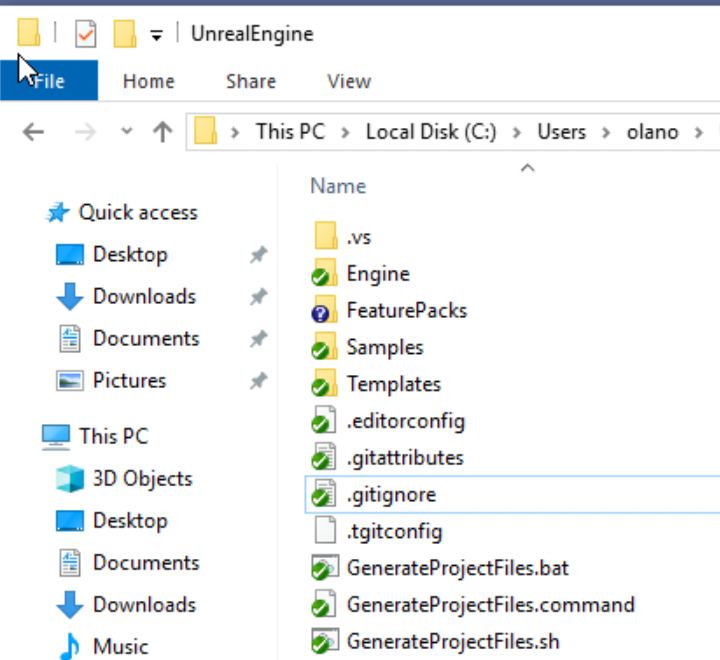 UnrealEngine
File Home Share View
This PC Local Disk (C:) Users olano
Name
Quick access
Desktop
Downloads
Documents
Pictures
This PC
3D Objects
Desktop
Documents
Downloads
Music
.vs
Engine
FeaturePacks
Samples
Templates
.editorconfig
.gitattributes
.gitignore
.tgitconfig
GenerateProjectFiles.bat
GenerateProjectFiles.command
GenerateProjectFiles.sh